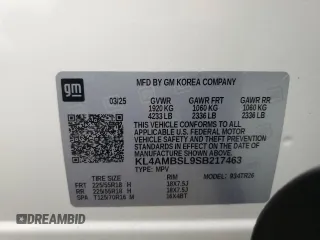 gm
MFD BY GM KOREA COMPANY
03/25 GVWR GAWR FRT GAWR RR
1920 KG 1060 KG 1060 KG
4233 LB 2336 LB 2336 LB
THIS VEHICLE CONFORMS TO ALL APPLICABLE
U.S. FEDERAL MOTOR VEHICLE SAFETY, BUMPER,
AND THEFT PREVENTION STANDARDS IN EFFECT
ON THE DATE OF MANUFACTURE SHOWN ABOVE.
KL4AMBSL9SB217463
TYPE: MPV
MODEL:
TIRE SIZE RIM
FRT 225/55R18 H 18X7.5J
RR 225/55R18 H 18X7.5J
SPA T125/70R16 M 16X4BT
DREAMBID